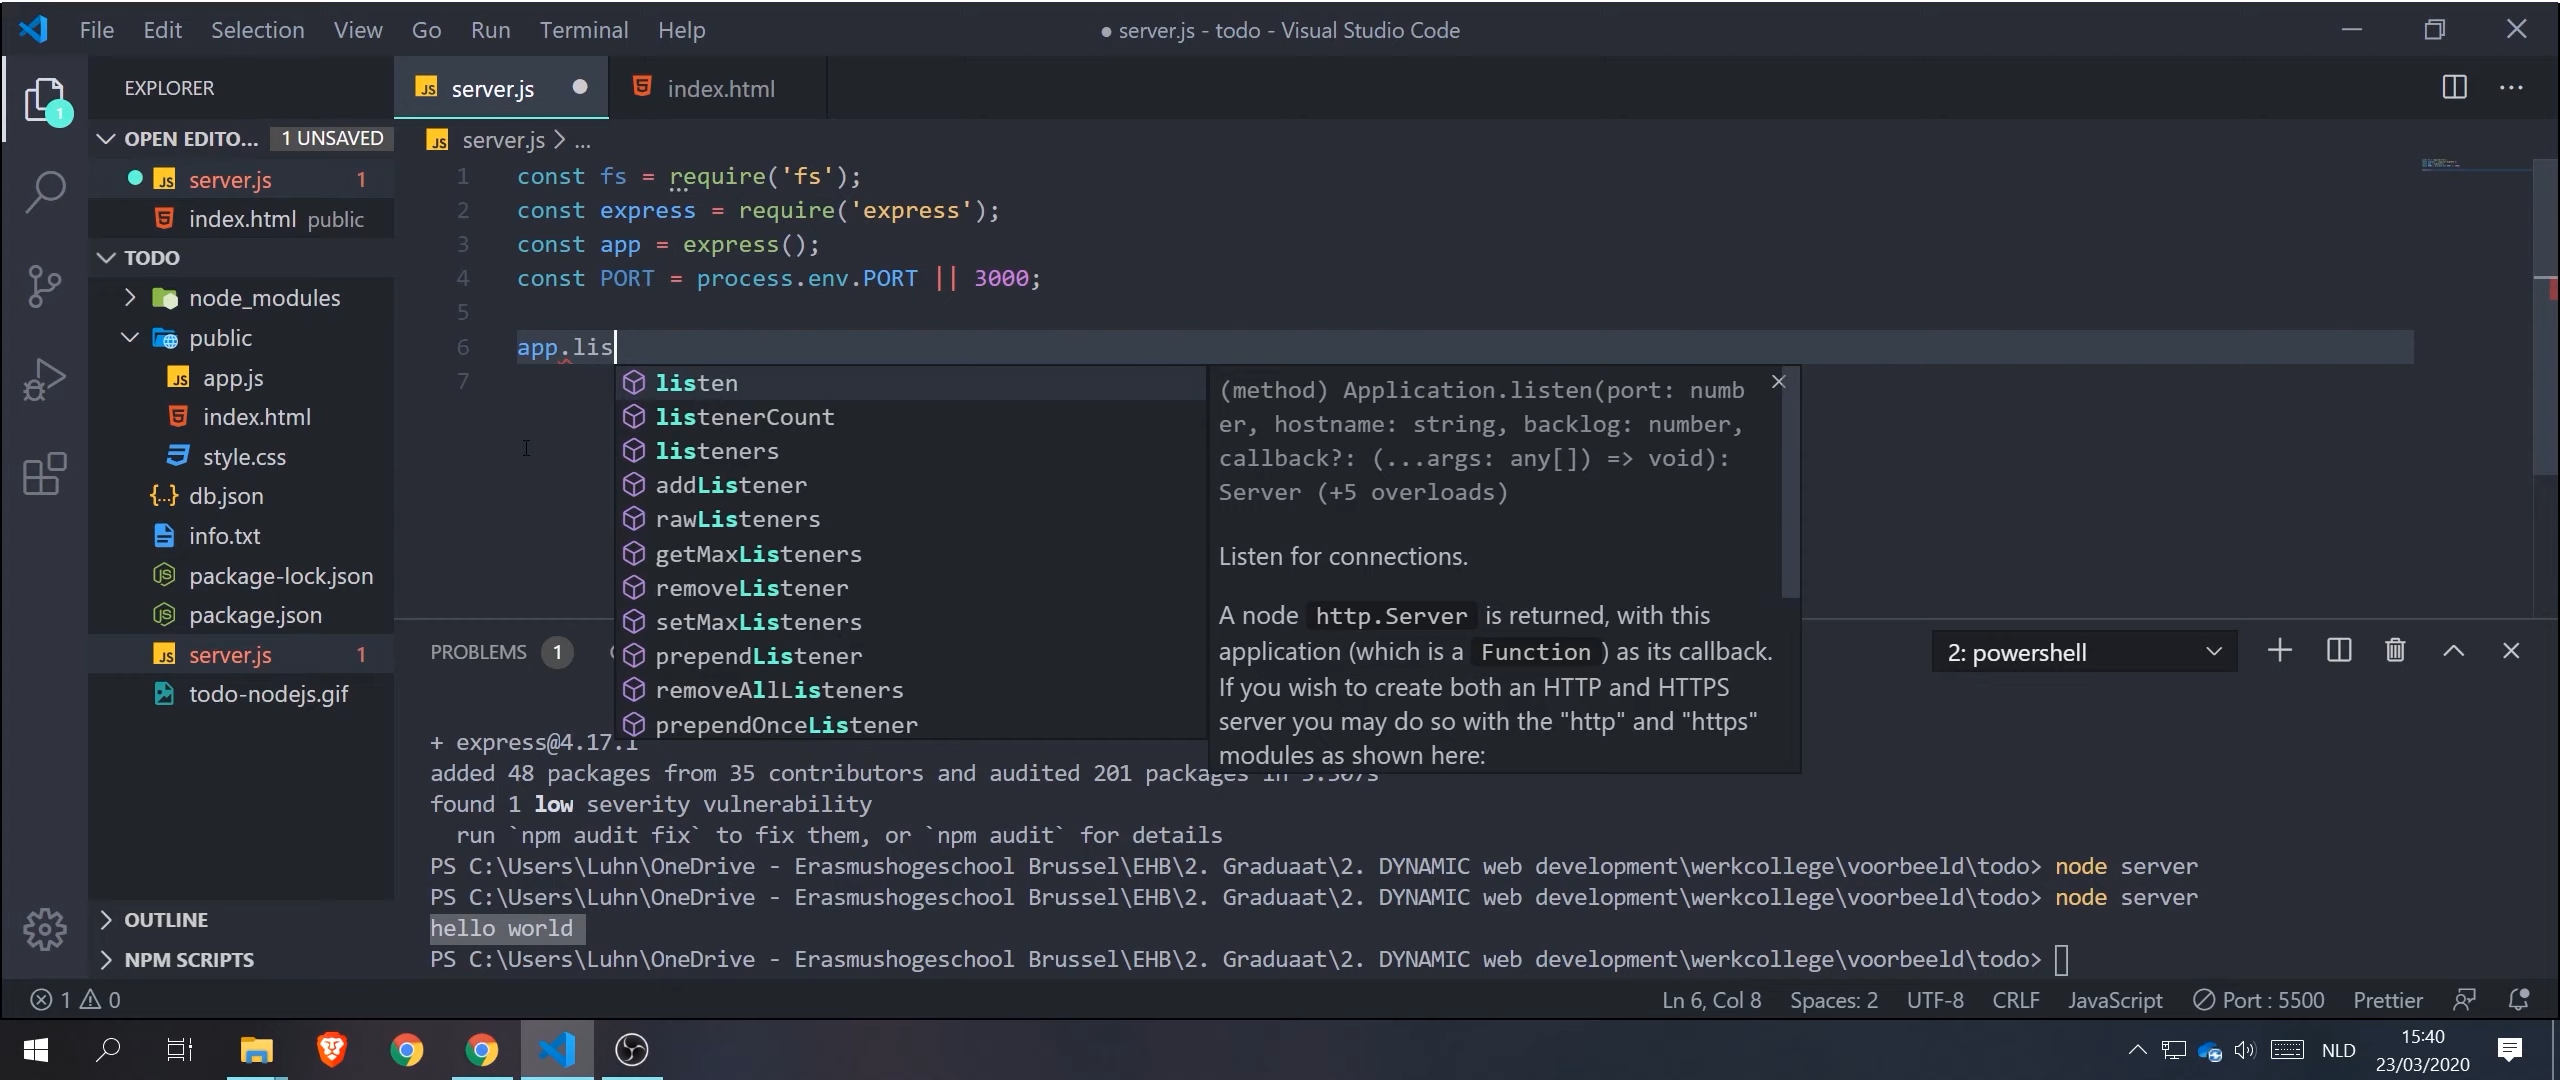 File Edit Selection View Go Run Terminal Help
● server.js - todo - Visual Studio Code
EXPLORER
server.js
index.html
OPEN EDITO... 1 UNSAVED
server.js 1
index.html public
TODO
node_modules
public
app.js
index.html
style.css
db.json
info.txt
package-lock.json
package.json
server.js 1
todo-nodejs.gif
OUTLINE
NPM SCRIPTS
server.js > ...
1 const fs = require('fs');
2 const express = require('express');
3 const app = express();
4 const PORT = process.env.PORT || 3000;
5
6 app.lis
7
listen
listenerCount
listeners
addListener
rawListeners
getMaxListeners
removeListener
setMaxListeners
prependListener
removeAllListeners
prependOnceListener
(method) Application.listen(port: numb
er, hostname: string, backlog: number,
callback?: (...args: any[]) => void):
Server (+5 overloads)
Listen for connections.
A node http.Server is returned, with this
application (which is a Function ) as its callback.
If you wish to create both an HTTP and HTTPS
server you may do so with the "http" and "https"
modules as shown here:
PROBLEMS 1
2: powershell
+ express@4.17.1
added 48 packages from 35 contributors and audited 201 packages in
found 1 low severity vulnerability
run `npm audit fix` to fix them, or `npm audit` for details
PS C:\Users\Luhn\OneDrive - Erasmushogeschool Brussel\EHB\2. Graduaat\2. DYNAMIC web development\werkcollege\voorbeeld\todo> node server
PS C:\Users\Luhn\OneDrive - Erasmushogeschool Brussel\EHB\2. Graduaat\2. DYNAMIC web development\werkcollege\voorbeeld\todo> node server
hello world
PS C:\Users\Luhn\OneDrive - Erasmushogeschool Brussel\EHB\2. Graduaat\2. DYNAMIC web development\werkcollege\voorbeeld\todo>
1 0
Ln 6, Col 8 Spaces: 2 UTF-8 CRLF JavaScript Port : 5500 Prettier
NLD
15:40
23/03/2020